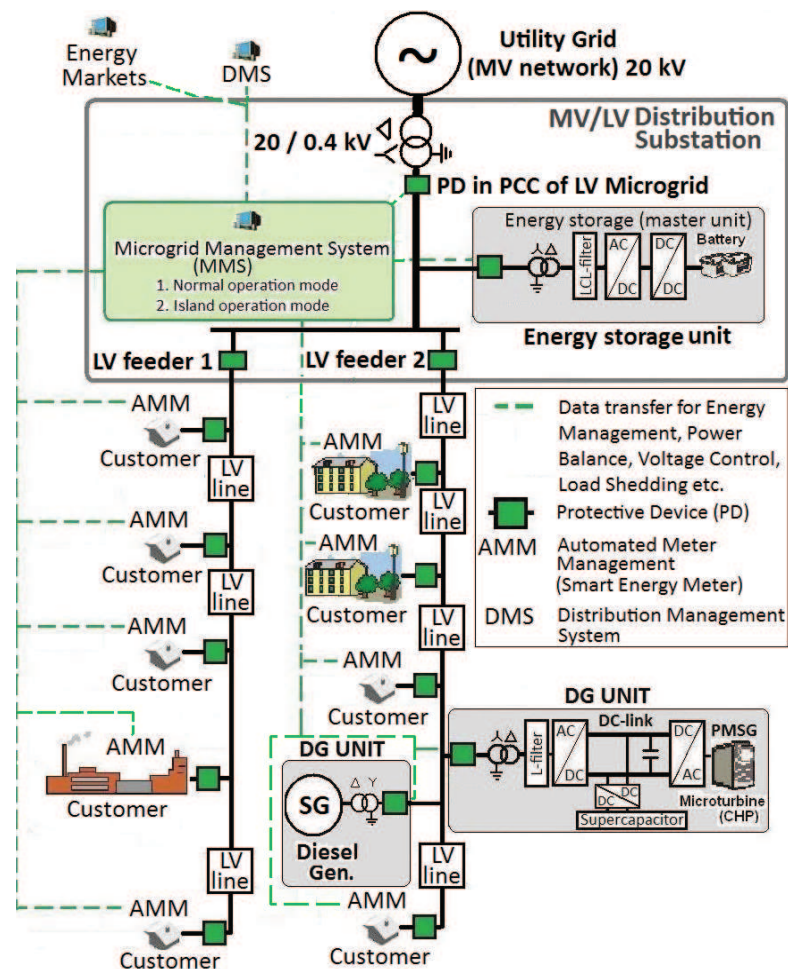 Energy
Markets
DMS
~
Utility Grid
(MV network) 20 kV
MV/LV Distribution
Substation
20 / 0.4 kV
PD in PCC of LV Microgrid
Microgrid Management System
(MMS)
1. Normal operation mode
2. Island operation mode
Energy storage (master unit)
LCL-filter
AC
DC
DC
DC
Battery
Energy storage unit
LV feeder 1
LV feeder 2
AMM
Customer
LV
line
AMM
Customer
LV
line
AMM
Customer
AMM
Customer
LV
line
AMM
Customer
LV
line
AMM
Customer
LV
line
AMM
Customer
LV
line
AMM
Customer
DG UNIT
SG
Diesel
Gen.
LV
line
AMM
Customer
Data transfer for Energy
Management, Power
Balance, Voltage Control,
Load Shedding etc.
Protective Device (PD)
AMM Automated Meter
Management
(Smart Energy Meter)
DMS Distribution Management
System
DG UNIT
L-filter
AC
DC
DC-link
DC
DC
Supercapacitor
DC
AC
PMSG
Microturbine
(CHP)